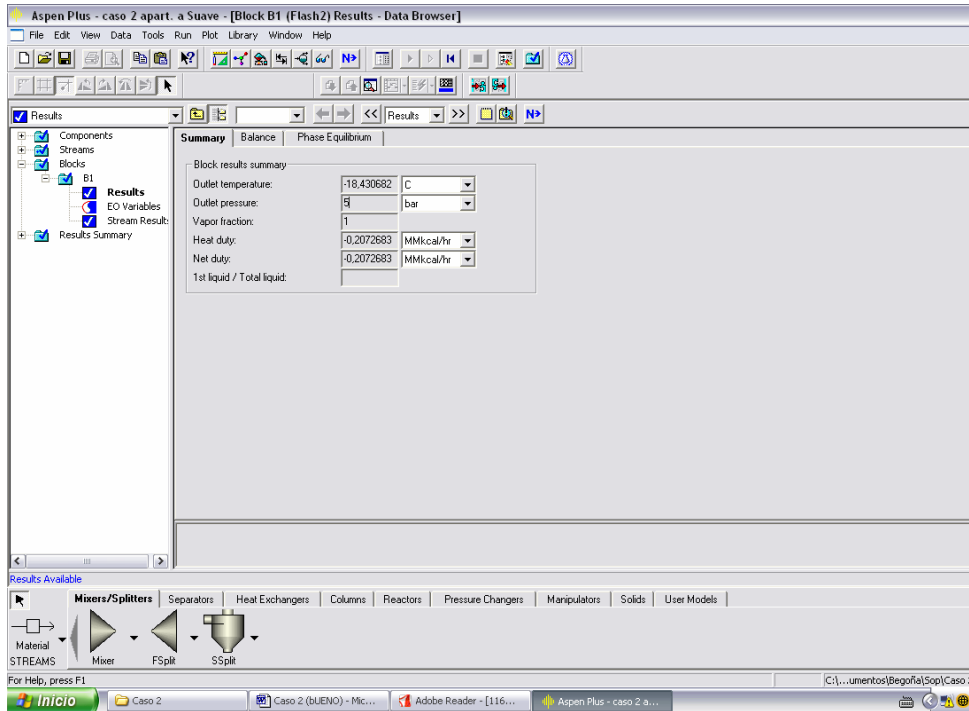 Aspen Plus - caso 2 apart. a Suave - [Block B1 (Flash2) Results - Data Browser]
File Edit View Data Tools Run Plot Library Window Help
N>
Results
Results
N>
Components
Streams
Blocks
B1
Results
EO Variables
Stream Result:
Results Summary
Summary Balance Phase Equilibrium
Block results summary
Outlet temperature: -18,430682 C
Outlet pressure: 5 bar
Vapor fraction: 1
Heat duty: -0,2072683 MMkcal/hr
Net duty: -0,2072683 MMkcal/hr
1st liquid / Total liquid:
Results Available
Mixers/Splitters Separators Heat Exchangers Columns Reactors Pressure Changers Manipulators Solids User Models
Material
STREAMS Mixer FSplit SSplit
For Help, press F1 C:\...umentos\Begoña\Sop\Caso 2
Inicio Caso 2 Caso 2 (bUENO) - Mic... Adobe Reader - [116... Aspen Plus - caso 2 a...